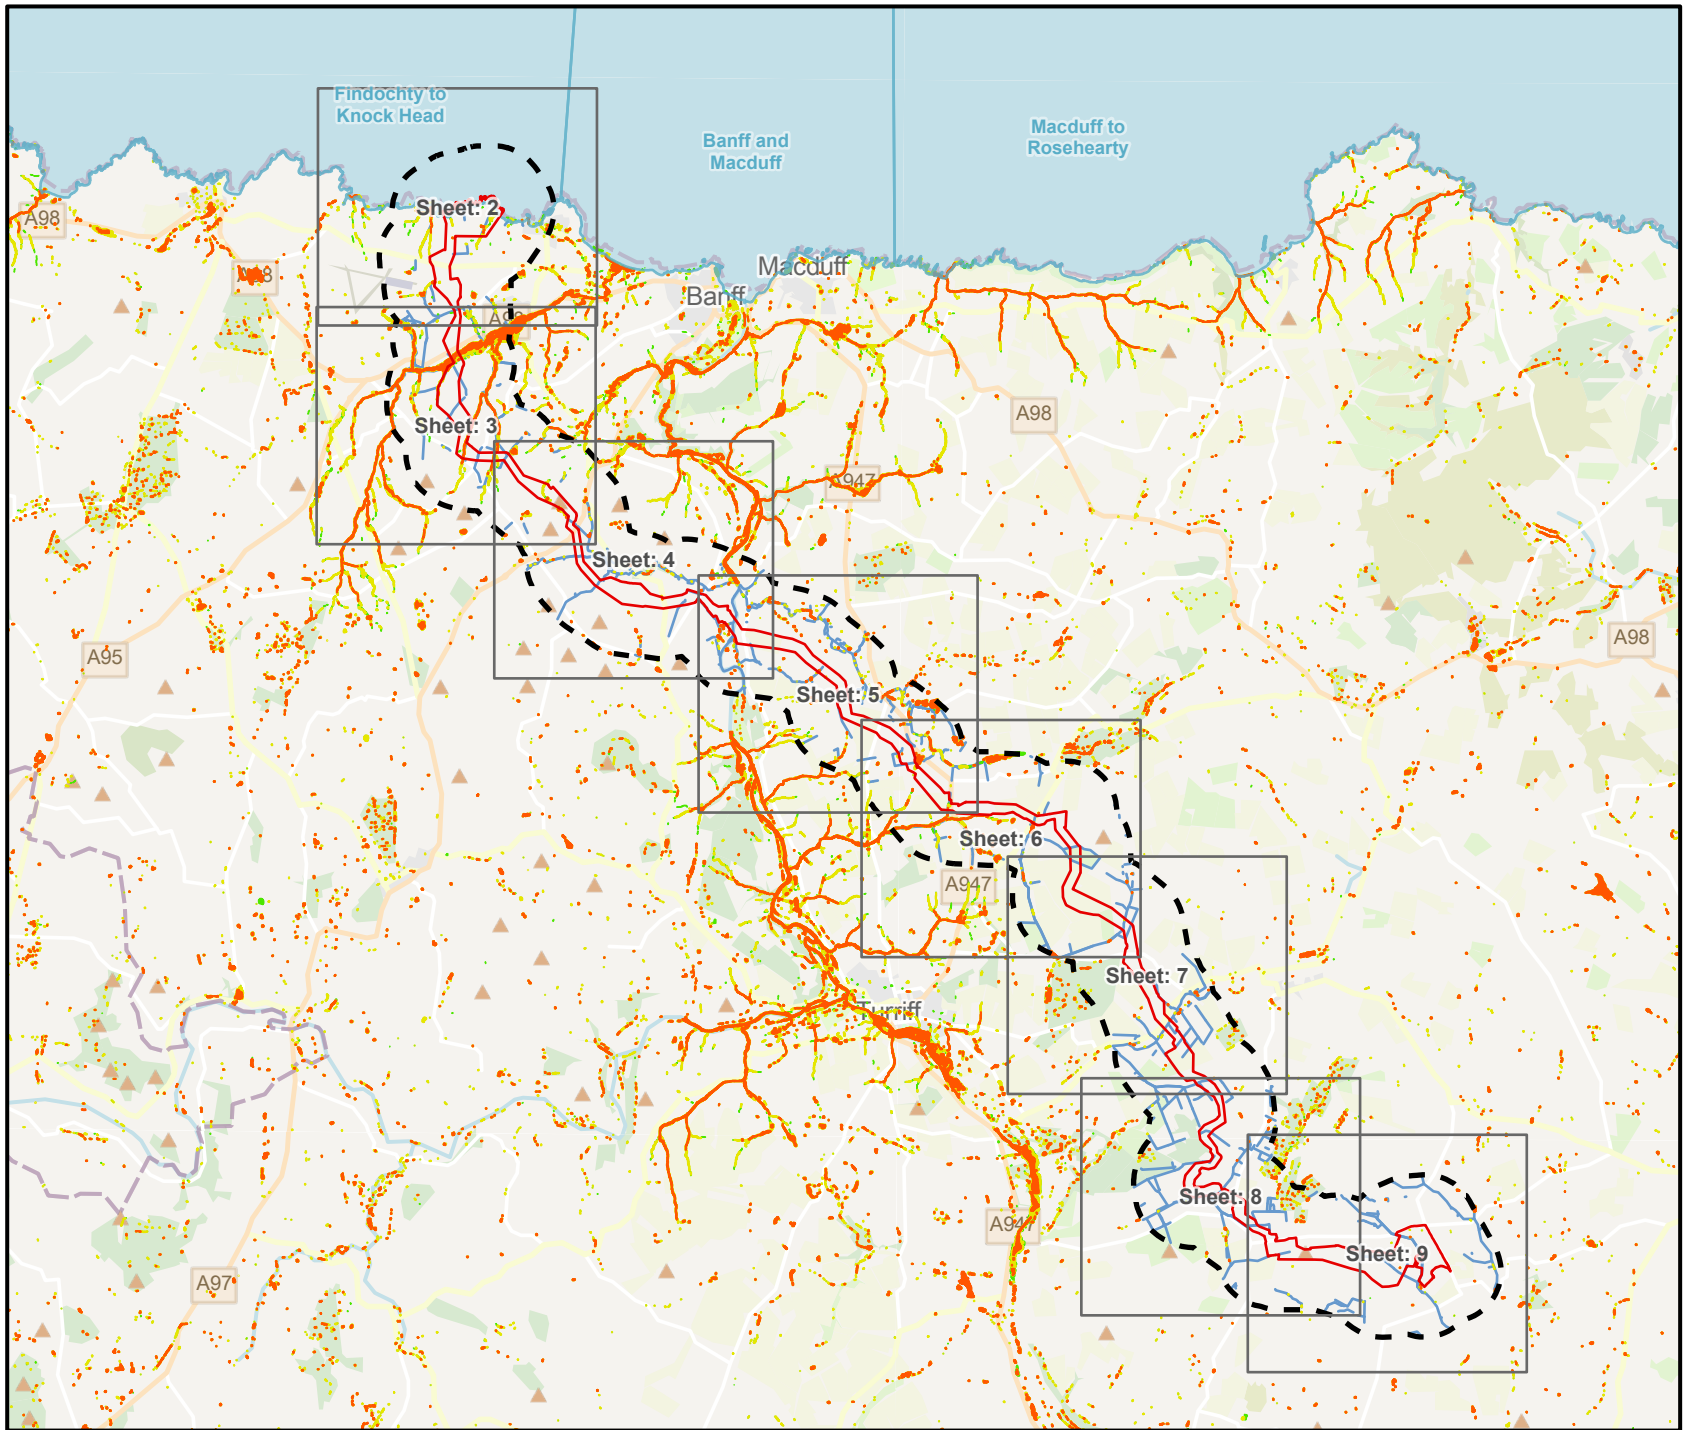 Findochty to
Knock Head
Banff and
Macduff
Macduff to
Rosehearty
Sheet: 2
A98
Macduff
Banff
A98
Sheet: 3
A947
Sheet: 4
A98
A95
Sheet: 5
Sheet: 6
A947
Sheet: 7
Turriff
Sheet: 8
A947
Sheet: 9
A97